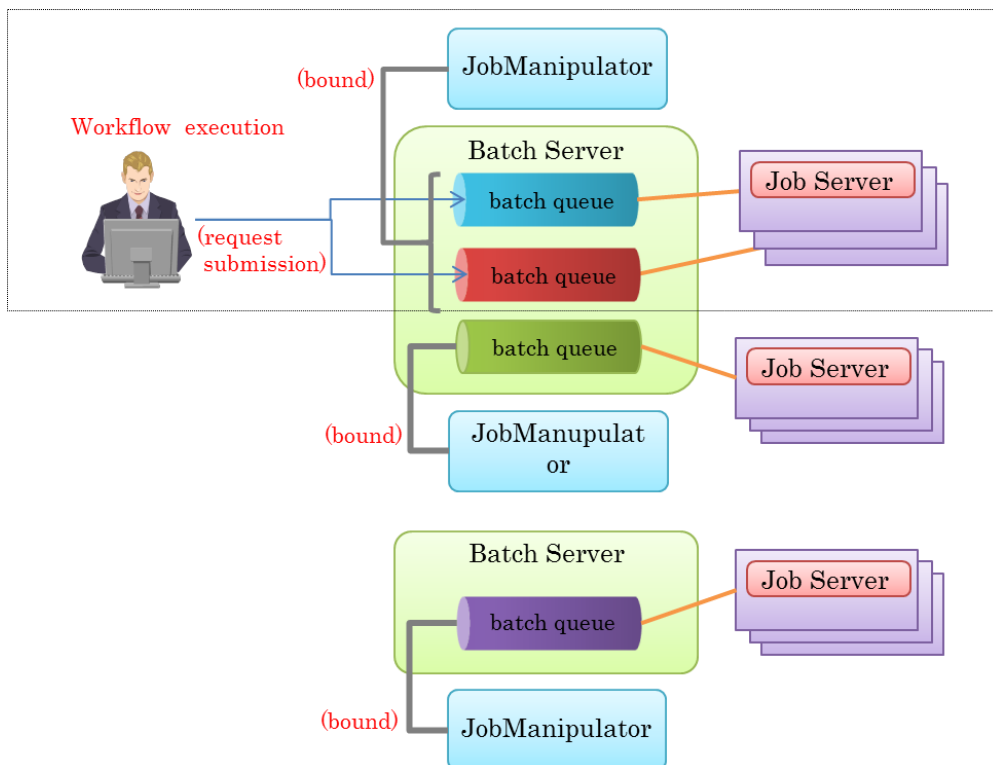 JobManipulator
(bound)
Workflow execution
Batch Server
batch queue
Job Server
(request
submission)
batch queue
batch queue
Job Server
(bound)
JobManupulat
or
Batch Server
Job Server
batch queue
(bound)
JobManipulator